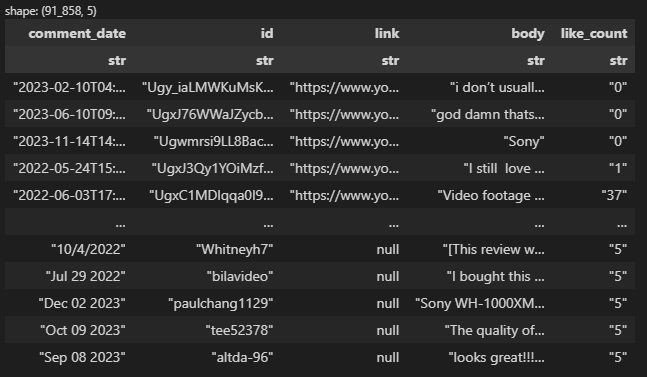 shape: (91_858, 5)
comment_date id link body like_count
str str str str str
"2023-02-10T04:... "Ugy_iaLMWKuMsK... "https://www.yo... "i don't usuall... "0"
"2023-06-10T09:... "UgxJ76WWaJZycb... "https://www.yo... "god damn thats... "0"
"2023-11-14T14:... "Ugwmrsi9LL8Bac... "https://www.yo... "Sony" "0"
"2022-05-24T15:... "UgxJ3Qy1YOiMzf... "https://www.yo... "I still  love ... "1"
"2022-06-03T17:... "UgxC1MDlqqa0I9... "https://www.yo... "Video footage ... "37"
... ... ... ... ...
"10/4/2022" "Whitneyh7" null "[This review w... "5"
"Jul 29 2022" "bilavideo" null "I bought this ... "5"
"Dec 02 2023" "paulchang1129" null "Sony WH-1000XM... "5"
"Oct 09 2023" "tee52378" null "The quality of... "5"
"Sep 08 2023" "altda-96" null "looks great!!!... "5"